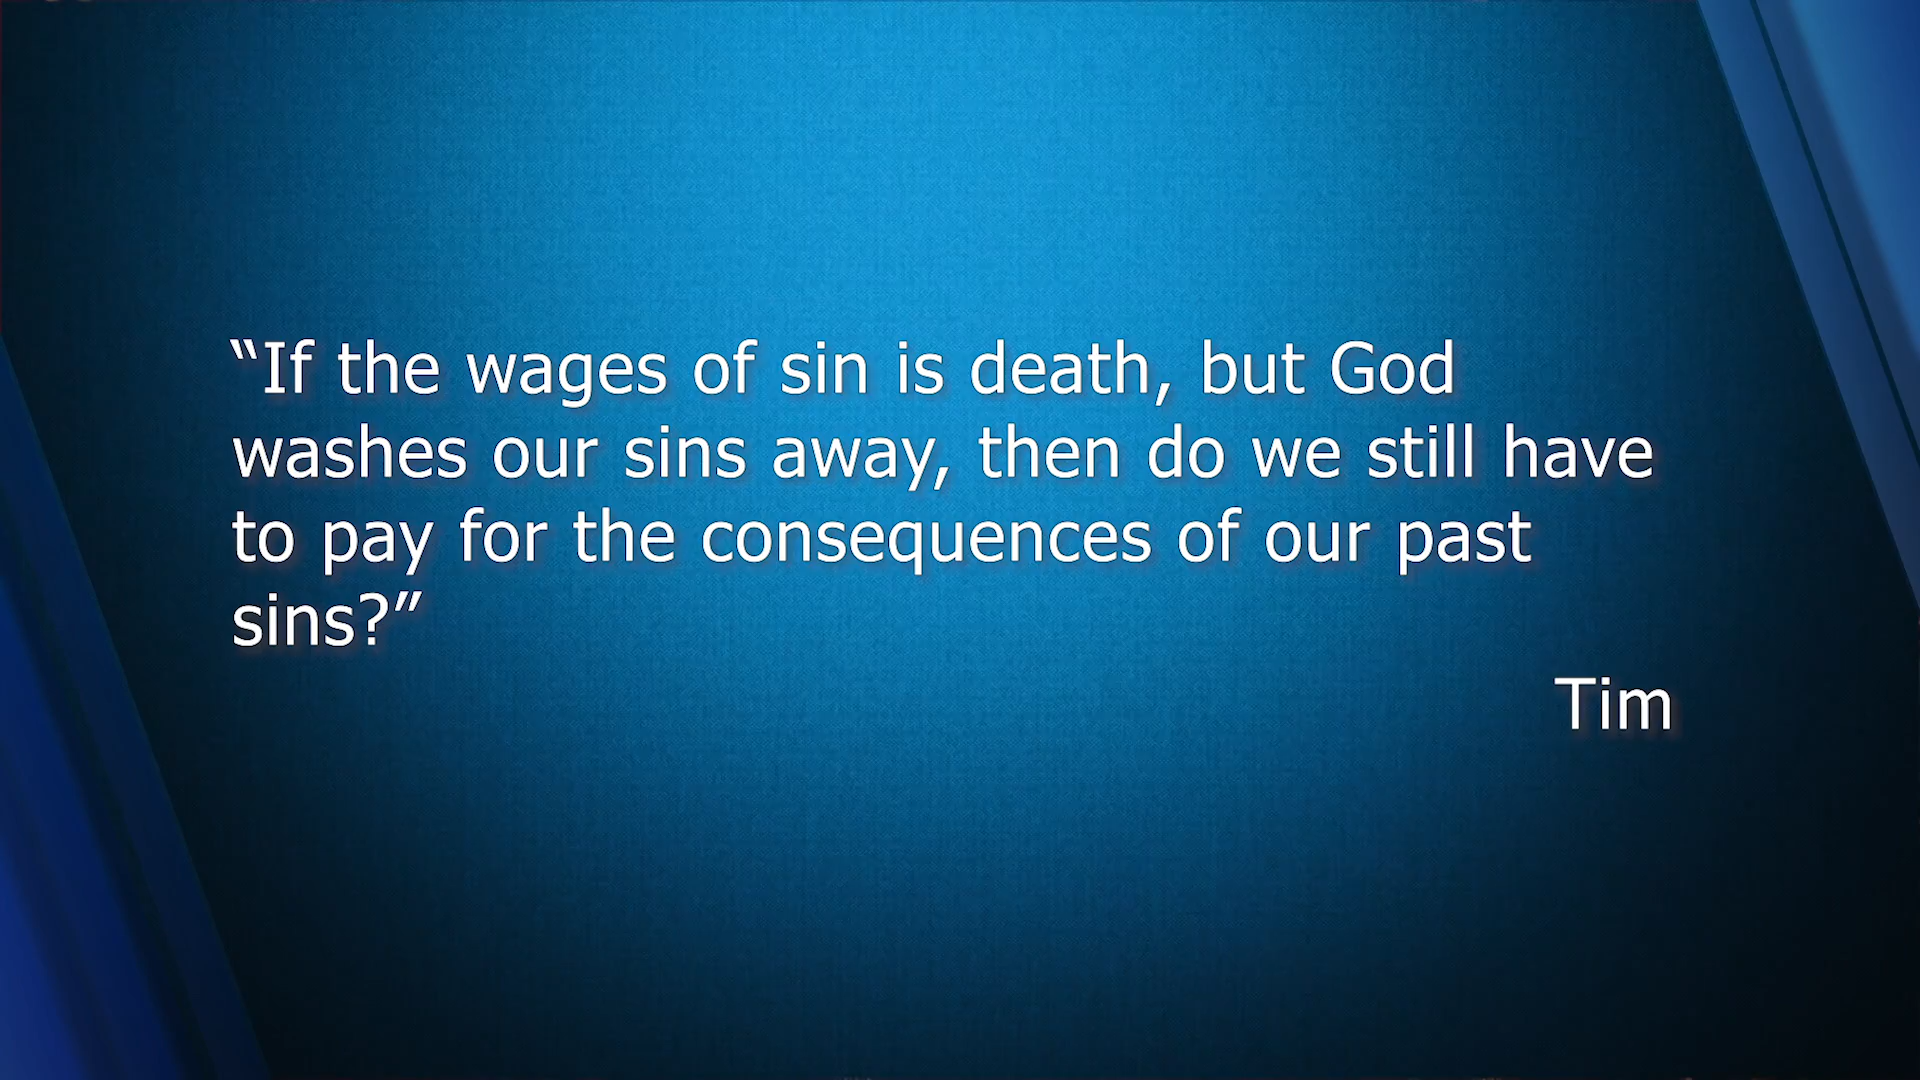 “If the wages of sin is death, but God
washes our sins away, then do we still have
to pay for the consequences of our past
sins?”
Tim